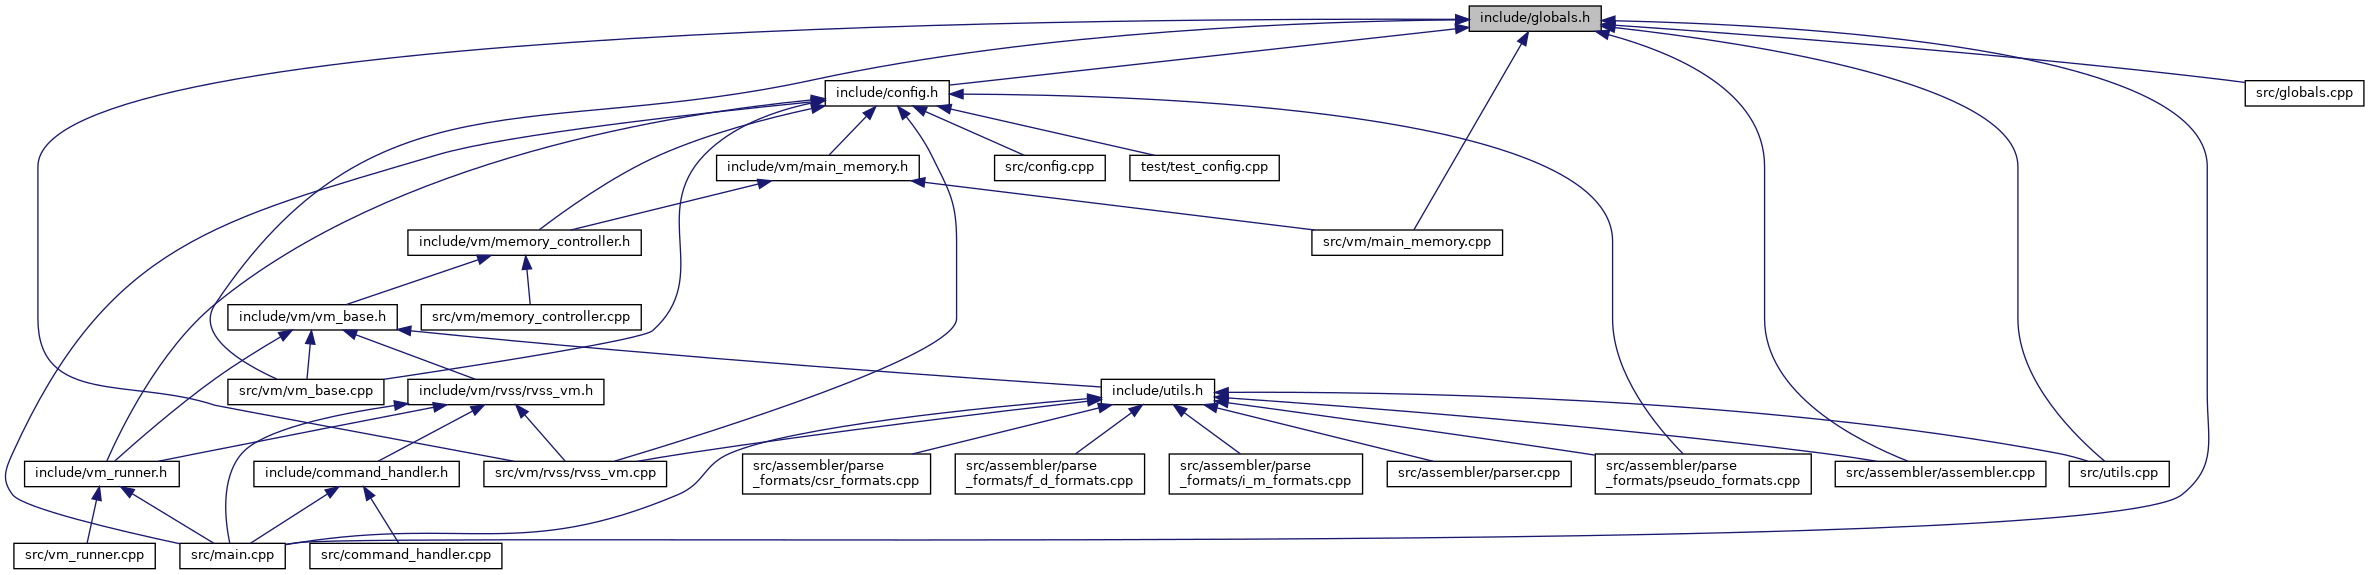 include/globals.h
include/config.h
src/globals.cpp
include/vm/main_memory.h
src/config.cpp
test/test_config.cpp
include/vm/memory_controller.h
src/vm/main_memory.cpp
include/vm/vm_base.h
src/vm/memory_controller.cpp
src/vm/vm_base.cpp
include/vm/rvss/rvss_vm.h
include/utils.h
include/vm_runner.h
include/command_handler.h
src/vm/rvss/rvss_vm.cpp
src/assembler/parse
_formats/csr_formats.cpp
src/assembler/parse
_formats/f_d_formats.cpp
src/assembler/parse
_formats/i_m_formats.cpp
src/assembler/parser.cpp
src/assembler/parse
_formats/pseudo_formats.cpp
src/assembler/assembler.cpp
src/utils.cpp
src/vm_runner.cpp
src/main.cpp
src/command_handler.cpp